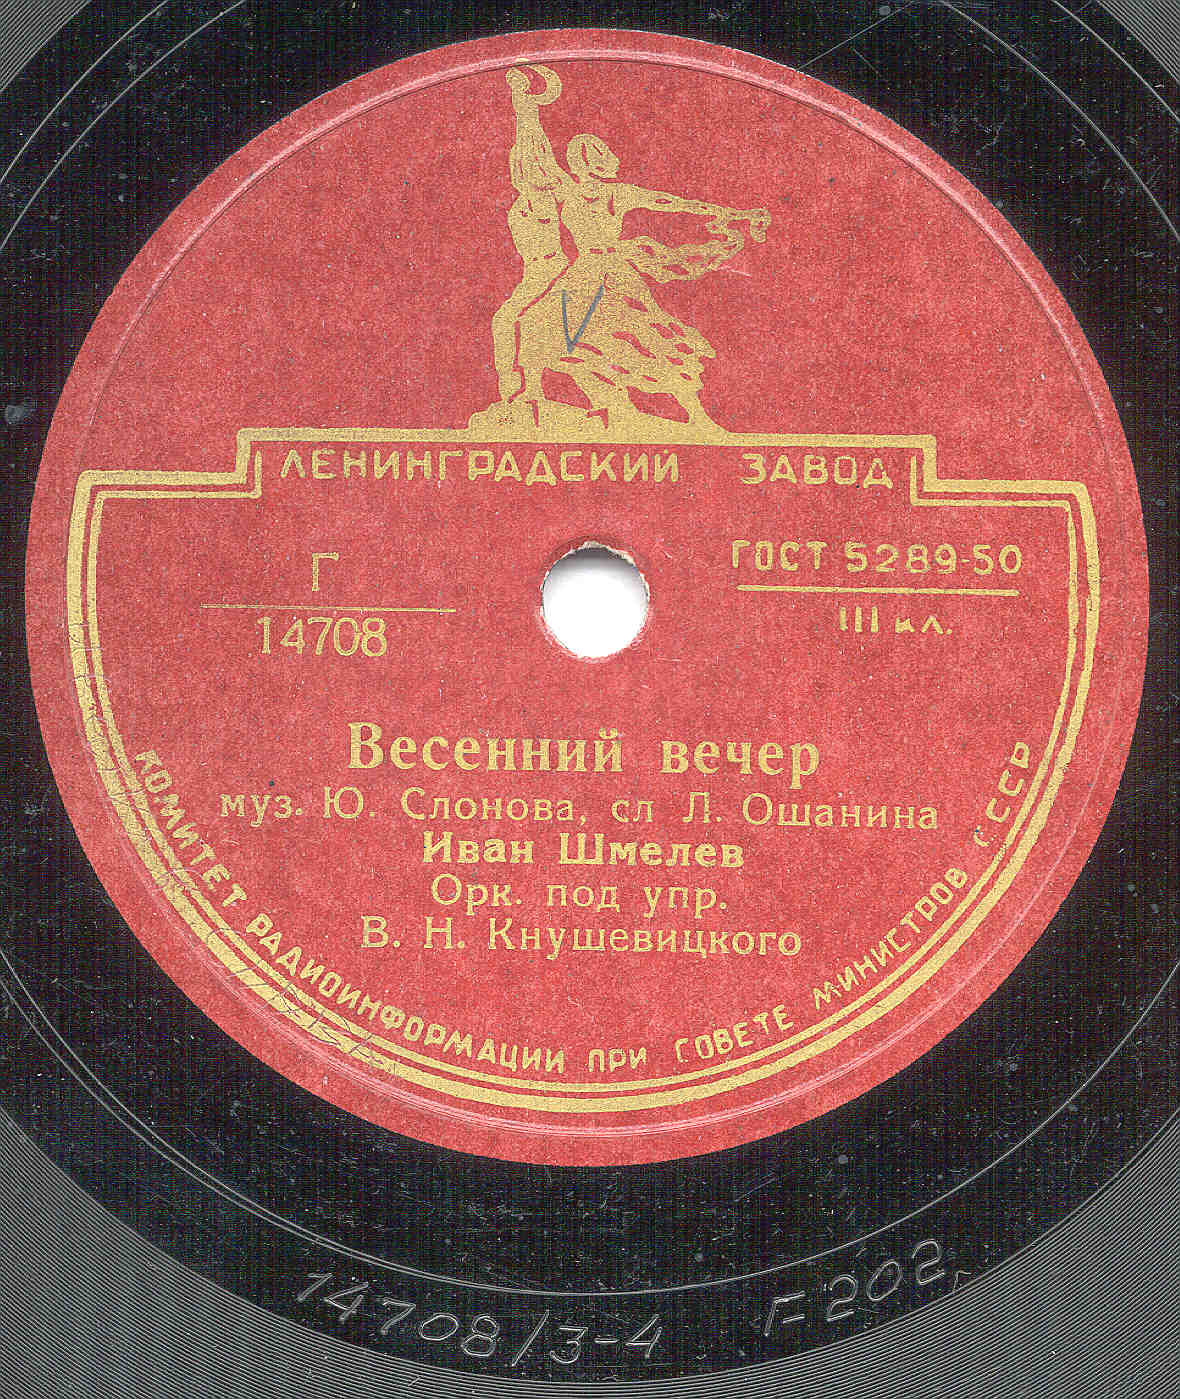 ЛЕНИНГРАДСКИЙ ЗАВОД
Г
14708
ГОСТ 5289-50
III кл.
Весенний вечер
муз. Ю. Слонова, сл Л. Ошанина
Иван Шмелев
Орк. под упр.
В. Н. Кнушевицкого
КОМИТЕТ РАДИОИНФОРМАЦИИ ПРИ СОВЕТЕ МИНИСТРОВ СССР
14708/3-4 Г-202